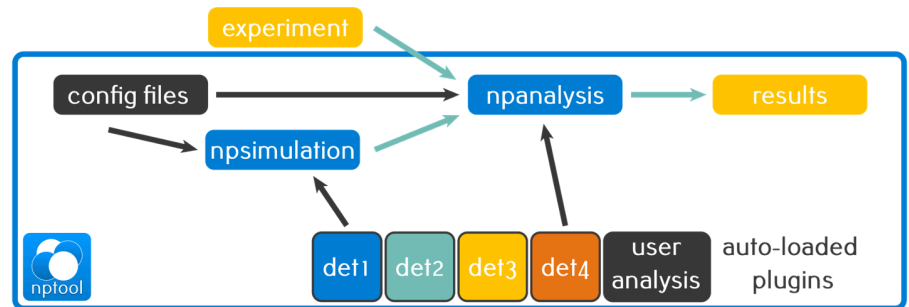 experiment
config files
npanalysis
results
npsimulation
det1
det2
det3
det4
user
analysis
auto-loaded
plugins
nptool